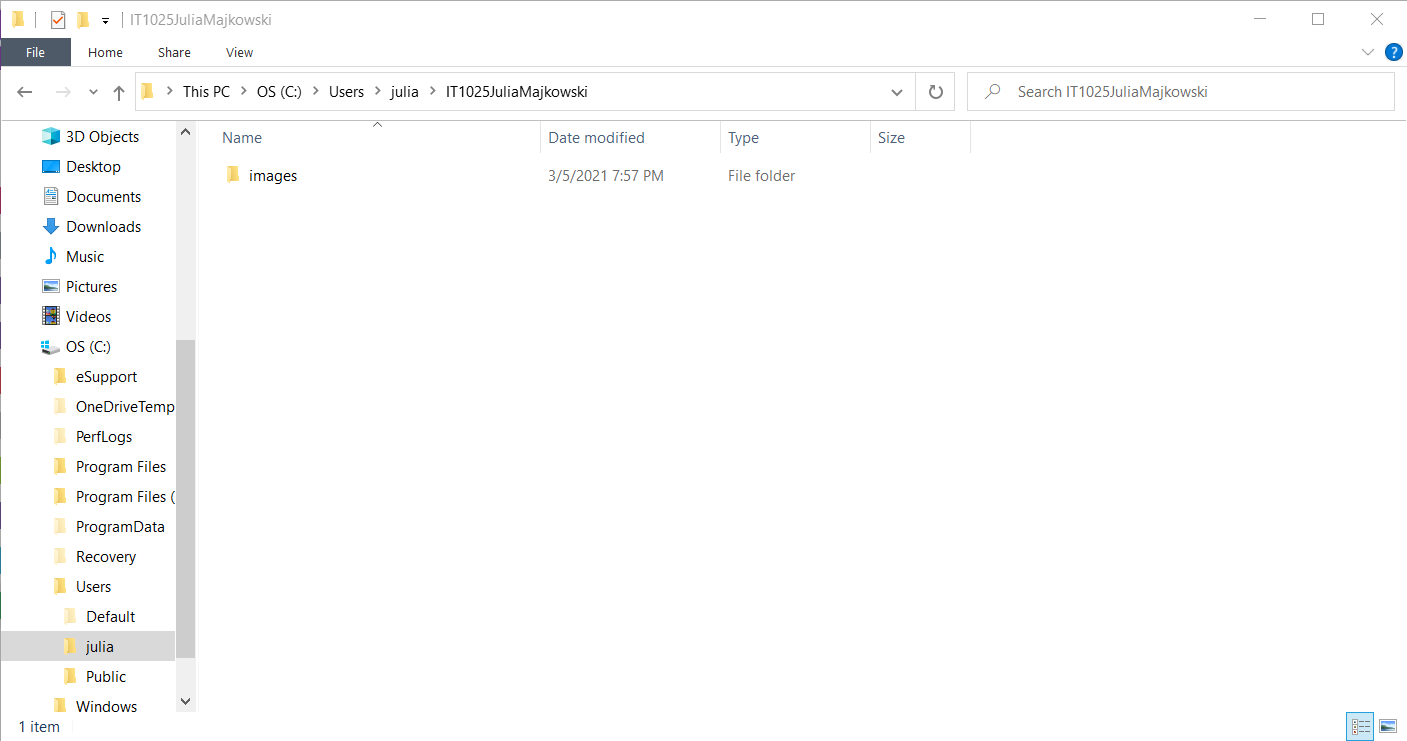 IT1025JuliaMajkowski
File Home Share View
?
This PC OS (C:) Users julia IT1025JuliaMajkowski
Search IT1025JuliaMajkowski
Name Date modified Type Size
images 3/5/2021 7:57 PM File folder
3D Objects
Desktop
Documents
Downloads
Music
Pictures
Videos
OS (C:)
eSupport
OneDriveTemp
PerfLogs
Program Files
Program Files (
ProgramData
Recovery
Users
Default
julia
Public
Windows
1 item